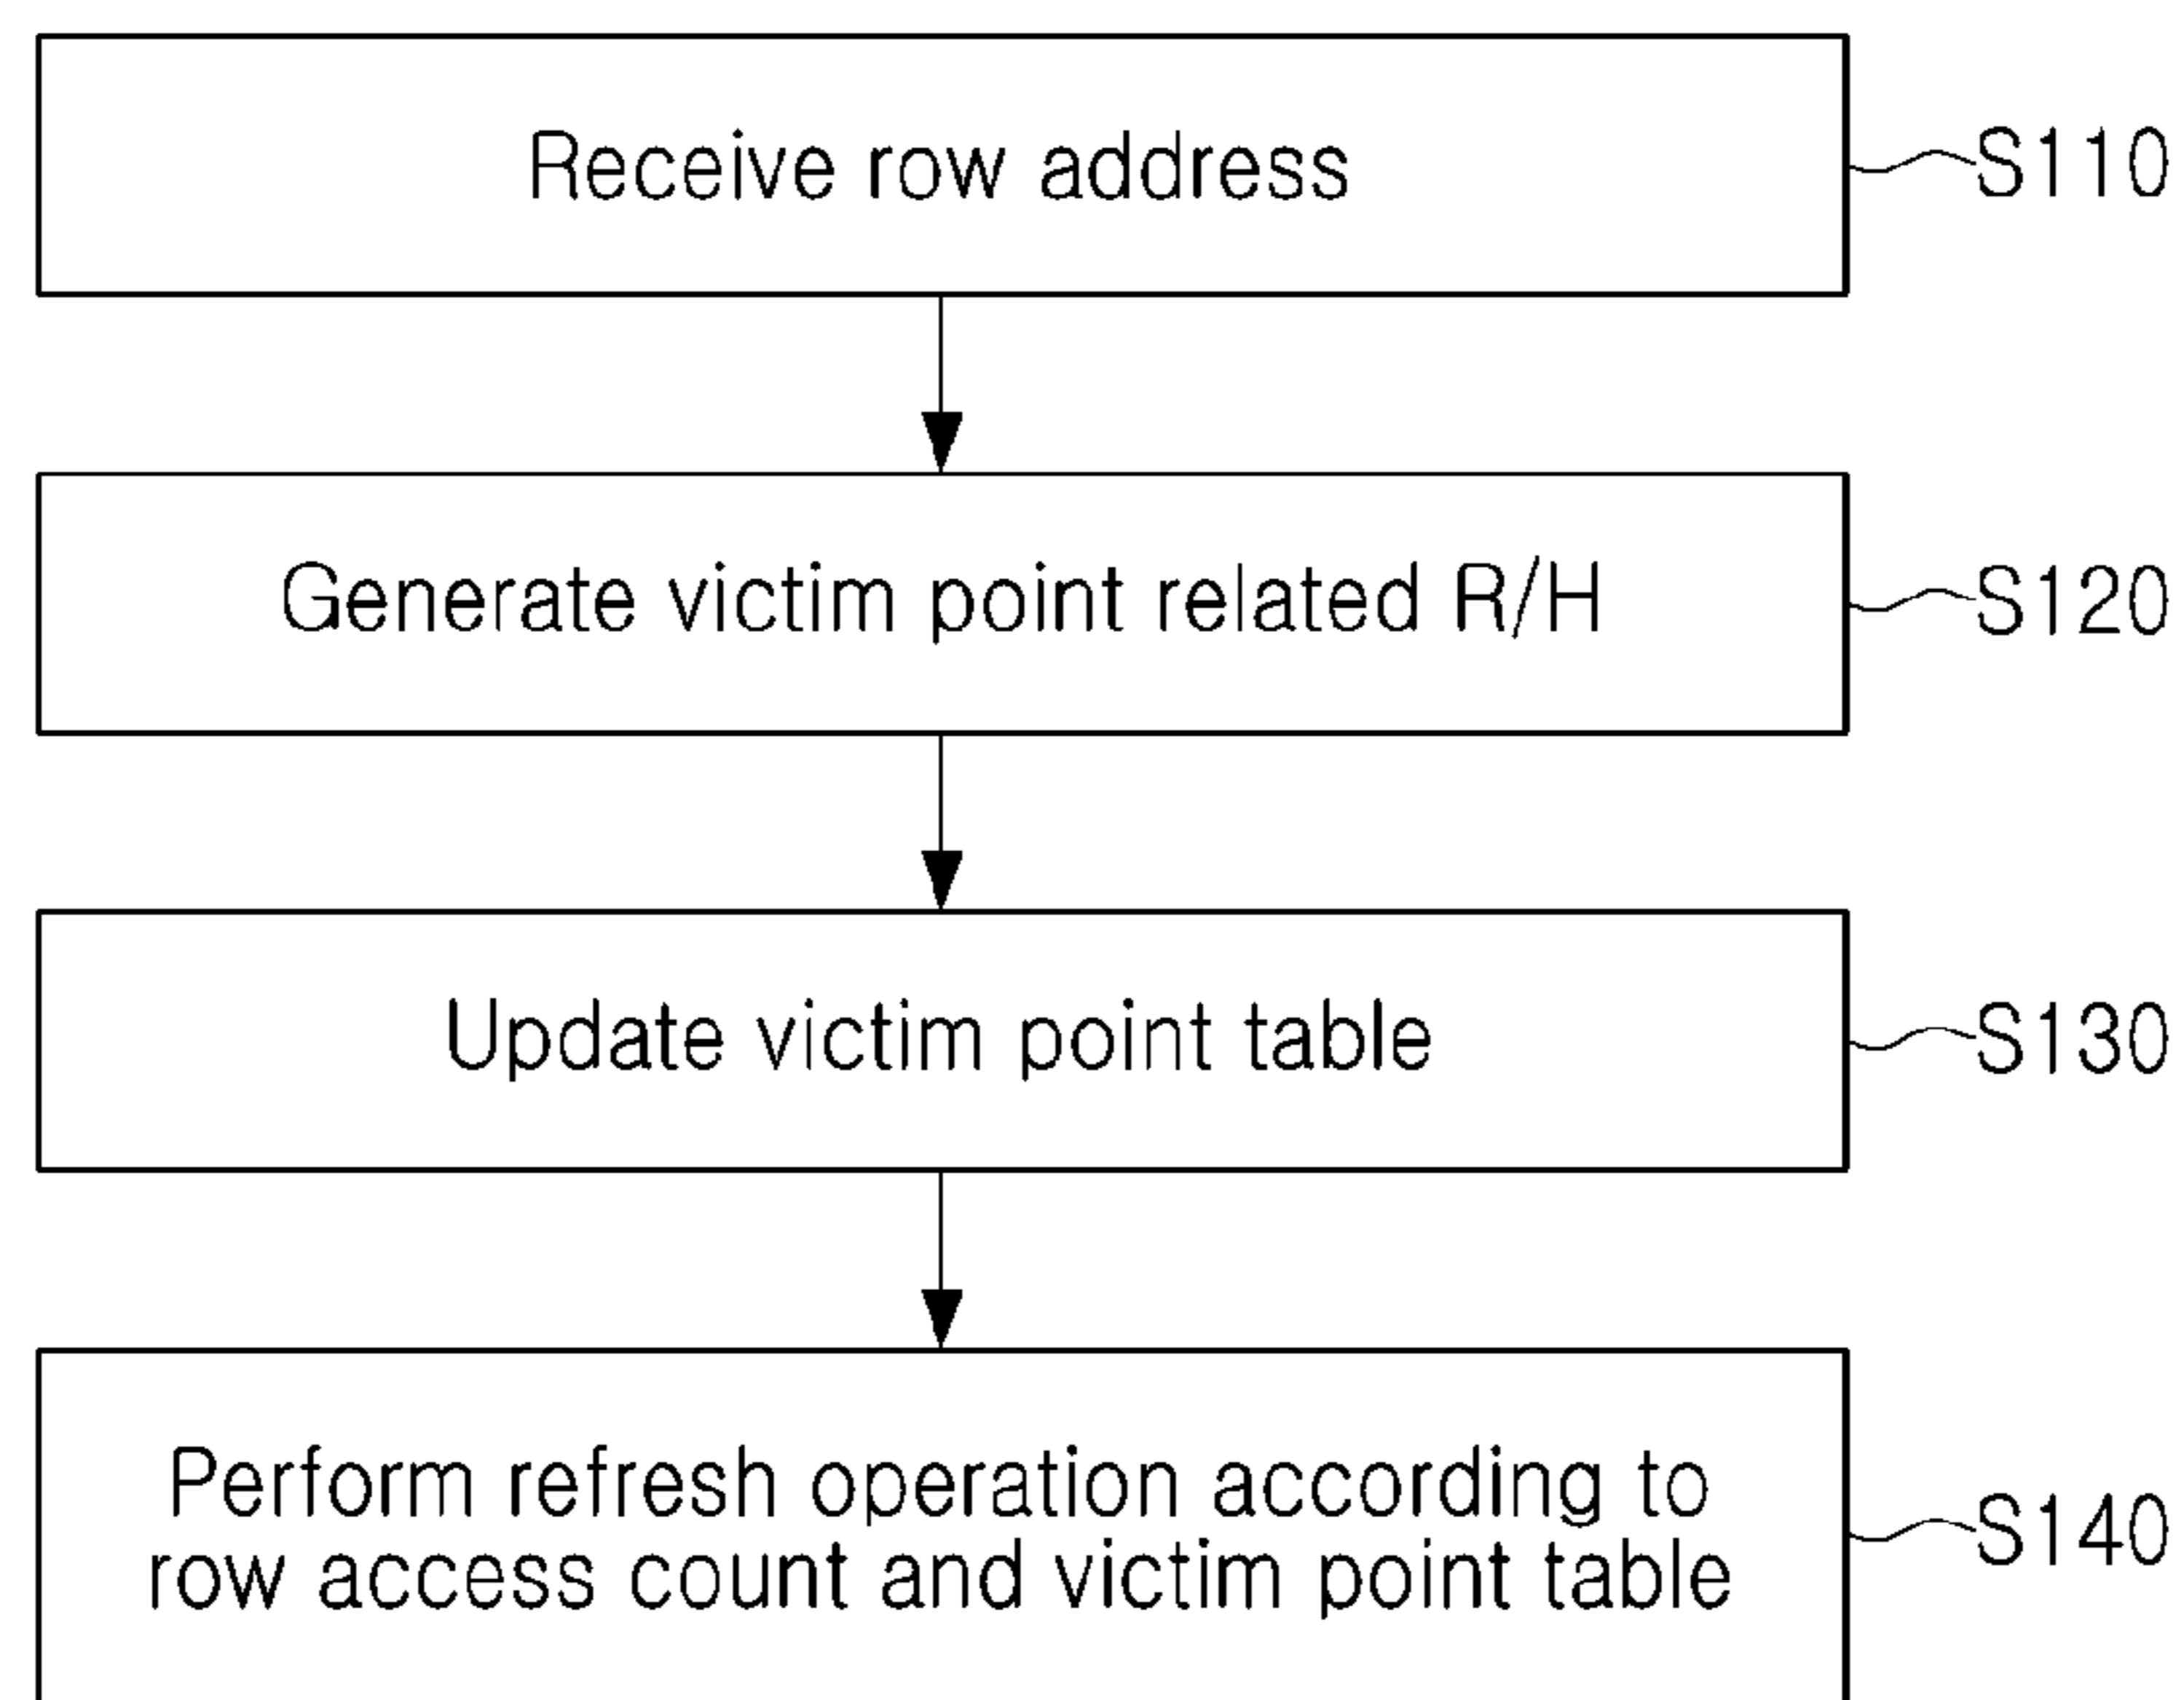 Receive row address
S110
Generate victim point related R/H
S120
Update victim point table
S130
Perform refresh operation according to
row access count and victim point table
S140